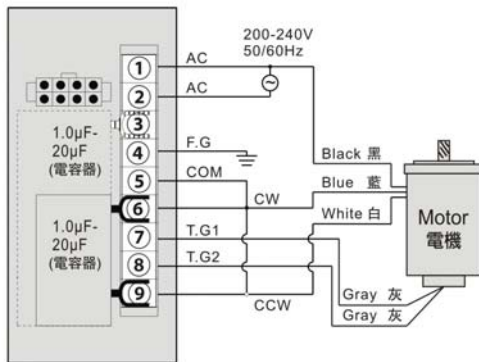 200-240V
50/60Hz
1 AC
2 AC
3
4 F.G
5 COM
6 CW
7 T.G1
8 T.G2
9 CCW
1.0µF-
20µF
(電容器)
1.0µF-
20µF
(電容器)
Black 黑
Blue 藍
White 白
Motor
電機
Gray 灰
Gray 灰